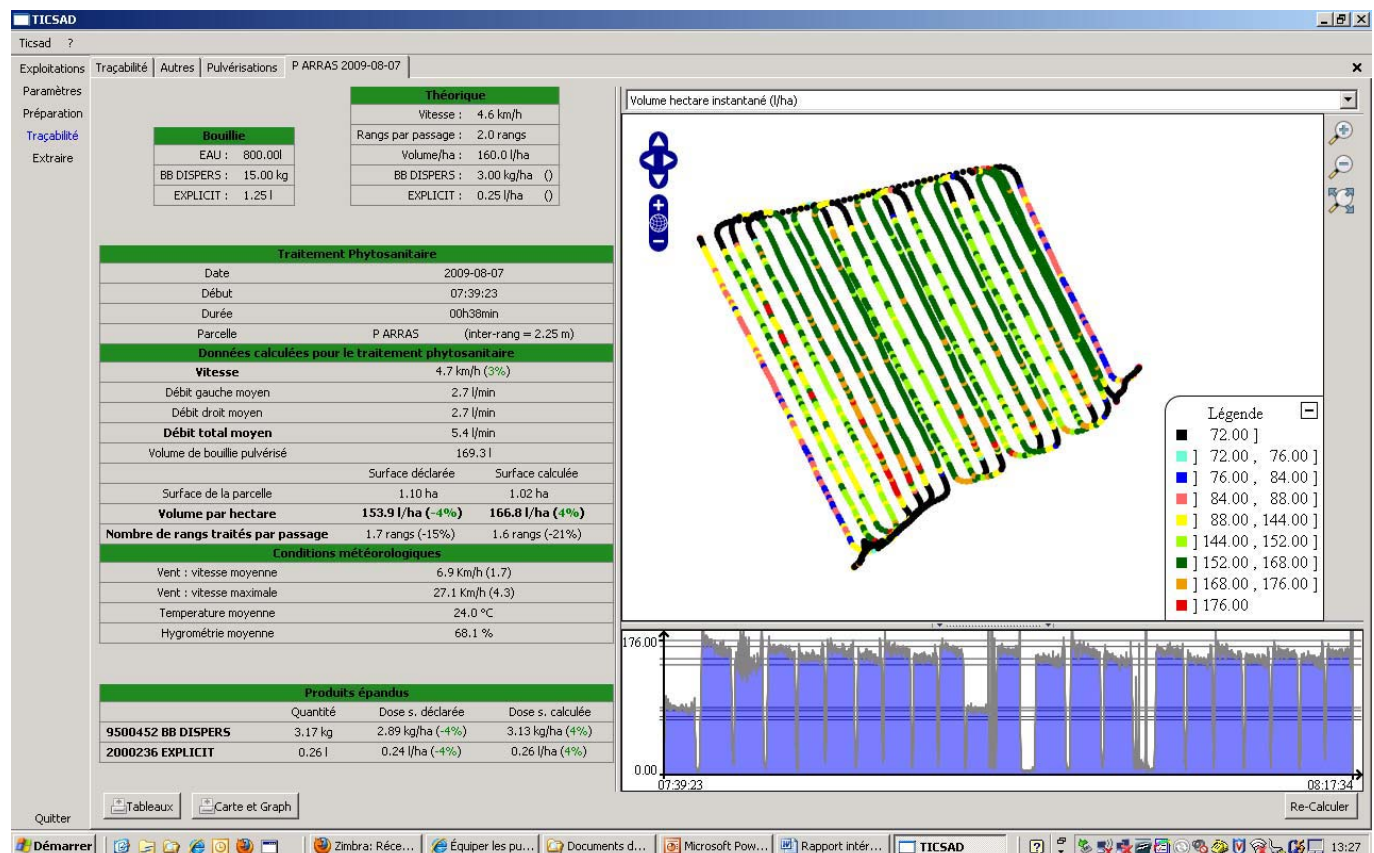 TICSAD
Ticsad ?
Exploitations
Paramètres
Préparation
Traçabilité
Extraire
Quitter
Traçabilité Autres Pulvérisations P ARRAS 2009-08-07
Bouillie
EAU : 800.00l
BB DISPERS : 15.00 kg
EXPLICIT : 1.25 l
Théorique
Vitesse : 4.6 km/h
Rangs par passage : 2.0 rangs
Volume/ha : 160.0 l/ha
BB DISPERS : 3.00 kg/ha ()
EXPLICIT : 0.25 l/ha ()
Traitement Phytosanitaire
Date 2009-08-07
Début 07:39:23
Durée 00h38min
Parcelle P ARRAS (inter-rang = 2.25 m)
Données calculées pour le traitement phytosanitaire
Vitesse 4.7 km/h (3%)
Débit gauche moyen 2.7 l/min
Débit droit moyen 2.7 l/min
Débit total moyen 5.4 l/min
Volume de bouillie pulvérisé 169.3 l
Surface déclarée Surface calculée
Surface de la parcelle 1.10 ha 1.02 ha
Volume par hectare 153.9 l/ha (-4%) 166.8 l/ha (4%)
Nombre de rangs traités par passage 1.7 rangs (-15%) 1.6 rangs (-21%)
Conditions météorologiques
Vent : vitesse moyenne 6.9 Km/h (1.7)
Vent : vitesse maximale 27.1 Km/h (4.3)
Temperature moyenne 24.0 °C
Hygrométrie moyenne 68.1 %
Produits épandus
Quantité Dose s. déclarée Dose s. calculée
9500452 BB DISPERS 3.17 kg 2.89 kg/ha (-4%) 3.13 kg/ha (4%)
2000236 EXPLICIT 0.26 l 0.24 l/ha (-4%) 0.26 l/ha (4%)
Tableaux Carte et Graph
Volume hectare instantané (l/ha)
Légende
72.00 ]
] 72.00 , 76.00 ]
] 76.00 , 84.00 ]
] 84.00 , 88.00 ]
] 88.00 , 144.00 ]
] 144.00 , 152.00 ]
] 152.00 , 168.00 ]
] 168.00 , 176.00 ]
] 176.00
176.00
0.00
07:39:23 08:17:34
Re-Calculer
Démarrer Zimbra: Réce... Équiper les pu... Documents d... Microsoft Pow... Rapport intér... TICSAD 13:27